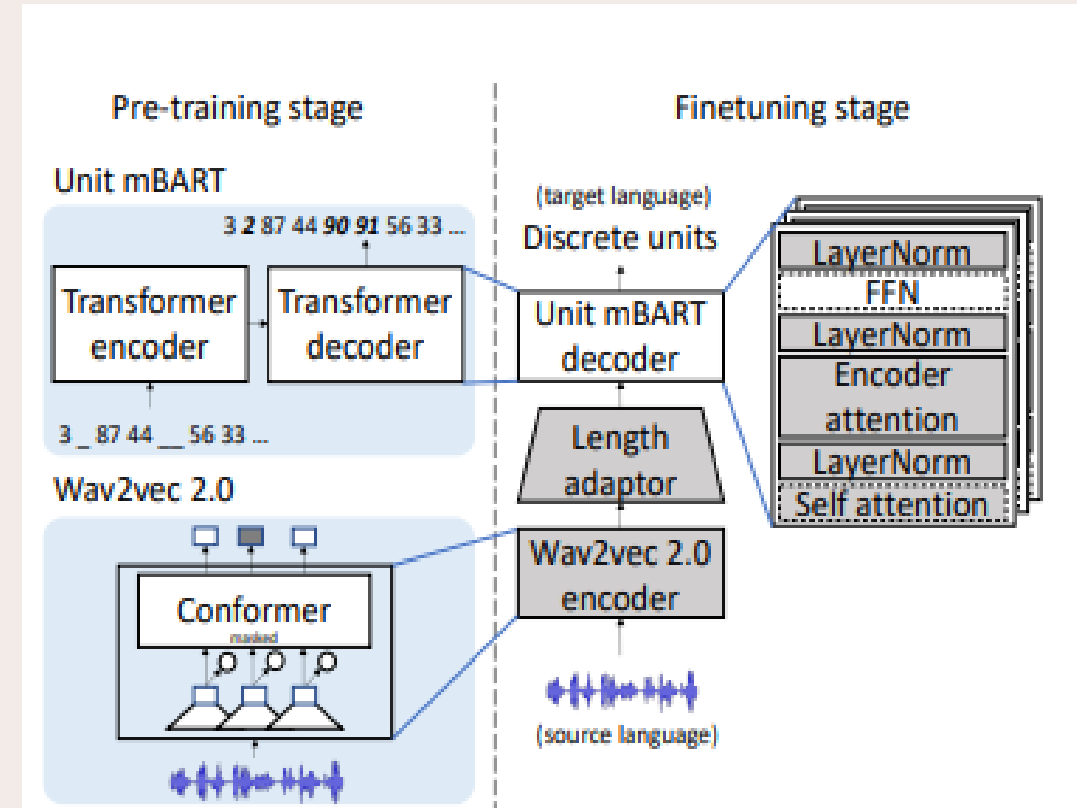 Pre-training stage
Unit mBART
3 2 87 44 90 91 56 33 ...
Transformer
encoder
Transformer
decoder
3 _ 87 44 __ 56 33 ...
Wav2vec 2.0
Conformer
masked
Finetuning stage
(target language)
Discrete units
Unit mBART
decoder
Length
adaptor
Wav2vec 2.0
encoder
(source language)
LayerNorm
FFN
LayerNorm
Encoder
attention
LayerNorm
Self attention